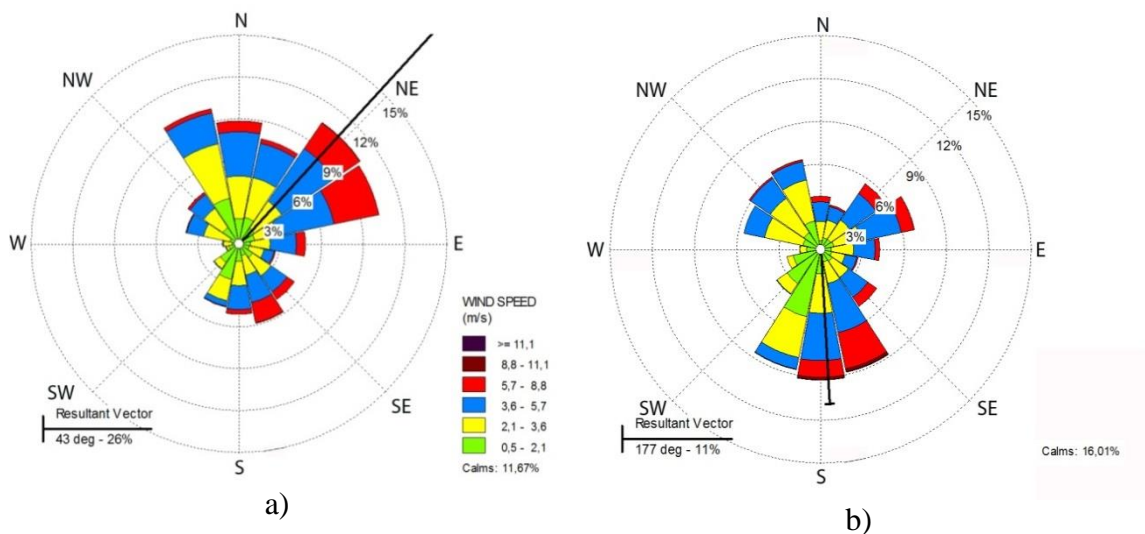 N
NW
NE
15%
12%
9%
6%
3%
W
E
WIND SPEED
(m/s)
>= 11,1
8,8 - 11,1
5,7 - 8,8
3,6 - 5,7
2,1 - 3,6
0,5 - 2,1
Calms: 11,67%
SW
SE
Resultant Vector
43 deg - 26%
S
a)
N
NW
NE
15%
12%
9%
6%
3%
W
E
SW
SE
Resultant Vector
177 deg - 11%
Calms: 16,01%
S
b)